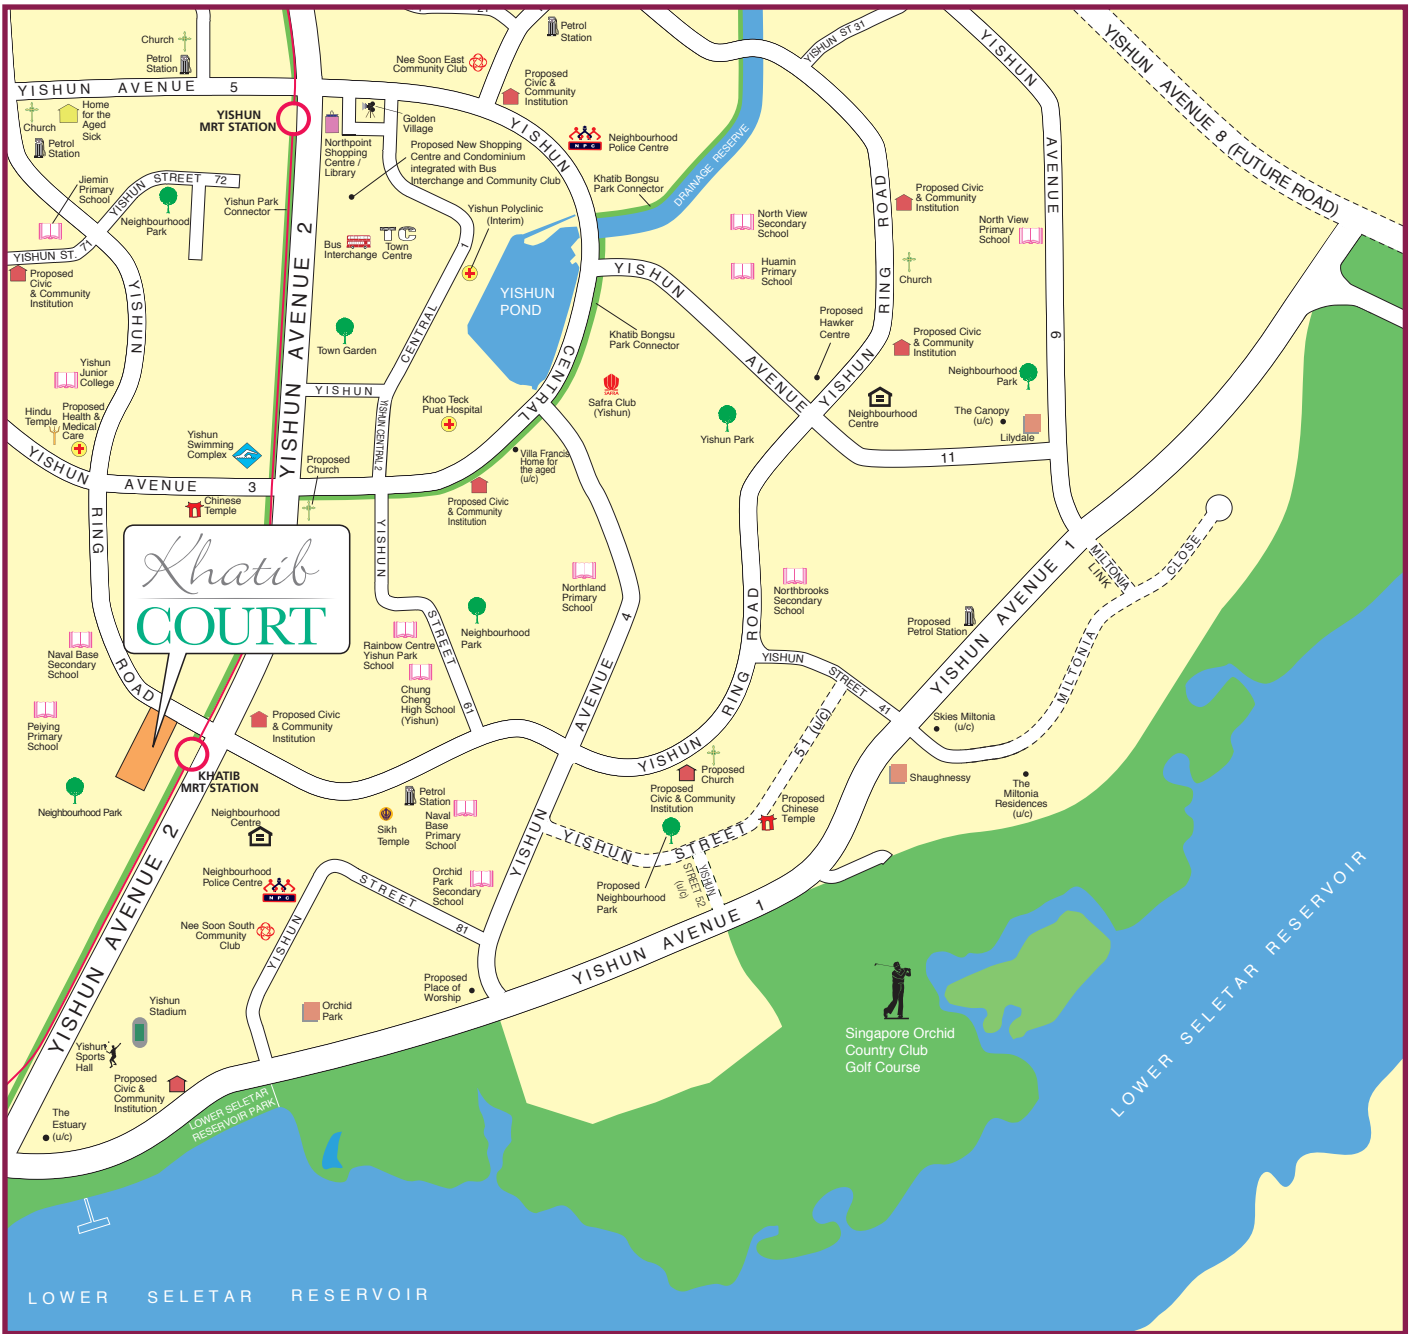 21
Church
Petrol
Station
Petrol
Station
Nee Soon East
Community Club
YISHUN ST 31
YISHUN
YISHUN AVENUE 8 (FUTURE ROAD)
YISHUN AVENUE 5
Proposed
Civic &
Community
Institution
Church
Home
for the
Aged
Sick
YISHUN
MRT STATION
Golden
Village
YISHUN
Petrol
Station
Northpoint
Shopping
Centre /
Library
Proposed New Shopping
Centre and Condominium
integrated with Bus
Interchange and Community Club
NPC
Neighbourhood
Police Centre
DRAINAGE RESERVE
AVENUE
Jiemin
Primary
School
YISHUN STREET 72
Neighbourhood
Park
Yishun Park
Connector
Khatib Bongsu
Park Connector
Yishun Polyclinic
(Interim)
Proposed Civic
& Community
Institution
North View
Secondary
School
North View
Primary
School
YISHUN ST. 71
Bus
Interchange
TC
Town
Centre
1
Huamin
Primary
School
Church
RING ROAD
Proposed
Civic
& Community
Institution
YISHUN
YISHUN AVENUE 2
YISHUN
POND
YISHUN
Proposed
Hawker
Centre
Proposed Civic
& Community
Institution
6
Town Garden
CENTRAL
Khatib Bongsu
Park Connector
CENTRAL
Yishun
Junior
College
YISHUN
AVENUE
YISHUN
Neighbourhood
Park
Hindu
Temple
Proposed
Health &
Medical
Care
Khoo Teck
Puat Hospital
SAFRA
Safra Club
(Yishun)
Yishun Park
Neighbourhood
Centre
The Canopy
(u/c)
Lilydale
Yishun
Swimming
Complex
YISHUN CENTRAL 2
Proposed
Church
Villa Francis
Home for
the aged
(u/c)
11
YISHUN AVENUE 3
Chinese
Temple
Proposed Civic
& Community
Institution
RING
YISHUN
Khatib
COURT
MILTONIA
LINK
CLOSE
Northland
Primary
School
Northbrooks
Secondary
School
YISHUN AVENUE 1
Proposed
Petrol Station
Naval Base
Secondary
School
STREET
Rainbow Centre
Yishun Park
School
Neighbourhood
Park
4
ROAD
YISHUN
STREET
41
MILTONIA
ROAD
Chung
Cheng
High School
(Yishun)
61
AVENUE
RING
Peiying
Primary
School
Proposed Civic
& Community
Institution
51 (u/c)
Skies Miltonia
(u/c)
YISHUN
Proposed
Church
Shaughnessy
The
Miltonia
Residences
(u/c)
KHATIB
MRT STATION
Neighbourhood Park
Proposed
Civic & Community
Institution
Proposed
Chinese
Temple
Neighbourhood
Centre
Petrol
Station
Sikh
Temple
Naval
Base
Primary
School
YISHUN
YISHUN STREET
YISHUN
STREET 52
(u/c)
Neighbourhood
Police Centre
NPC
STREET
81
Orchid
Park
Secondary
School
Proposed
Neighbourhood
Park
YISHUN AVENUE 1
YISHUN AVENUE 2
Nee Soon South
Community
Club
YISHUN
Proposed
Place of
Worship
Yishun
Stadium
Orchid
Park
Singapore Orchid
Country Club
Golf Course
Yishun
Sports
Hall
Proposed
Civic &
Community
Institution
The
Estuary
(u/c)
LOWER SELETAR
RESERVOIR PARK
LOWER SELETAR RESERVOIR
LOWER SELETAR RESERVOIR